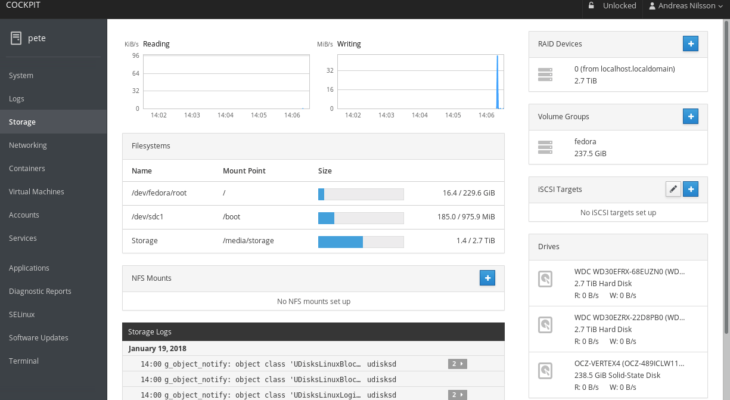 COCKPIT
Unlocked
Andreas Nilsson
pete
System
Logs
Storage
Networking
Containers
Virtual Machines
Accounts
Services
Applications
Diagnostic Reports
SELinux
Software Updates
Terminal
KiB/s Reading
96
64
32
0
14:02 14:03 14:04 14:05 14:06
MiB/s Writing
32
16
0
14:02 14:03 14:04 14:05 14:06
Filesystems
Name Mount Point Size
/dev/fedora/root / 16.4 / 229.6 GiB
/dev/sdc1 /boot 185.0 / 975.9 MiB
Storage /media/storage 1.4 / 2.7 TiB
NFS Mounts
No NFS mounts set up
Storage Logs
January 19, 2018
14:00 g_object_notify: object class 'UDisksLinuxBloc… udisksd 2
14:00 g_object_notify: object class 'UDisksLinuxBloc… udisksd
14:00 g_object_notify: object class 'UDisksLinuxLogi… udisksd 2
RAID Devices
0 (from localhost.localdomain)
2.7 TiB
Volume Groups
fedora
237.5 GiB
iSCSI Targets
No iSCSI targets set up
Drives
WDC WD30EFRX-68EUZN0 (WD…
2.7 TiB Hard Disk
R: 0 B/s W: 0 B/s
WDC WD30EZRX-22D8PB0 (WD…
2.7 TiB Hard Disk
R: 0 B/s W: 0 B/s
OCZ-VERTEX4 (OCZ-489ICLW11…
238.5 GiB Solid-State Disk
R: 0 B/s W: 0 B/s